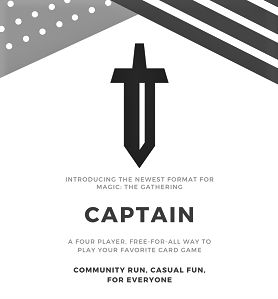 INTRODUCING THE NEWEST FORMAT FOR
MAGIC: THE GATHERING
CAPTAIN
A FOUR PLAYER, FREE-FOR-ALL WAY TO
PLAY YOUR FAVORITE CARD GAME
COMMUNITY RUN, CASUAL FUN,
FOR EVERYONE